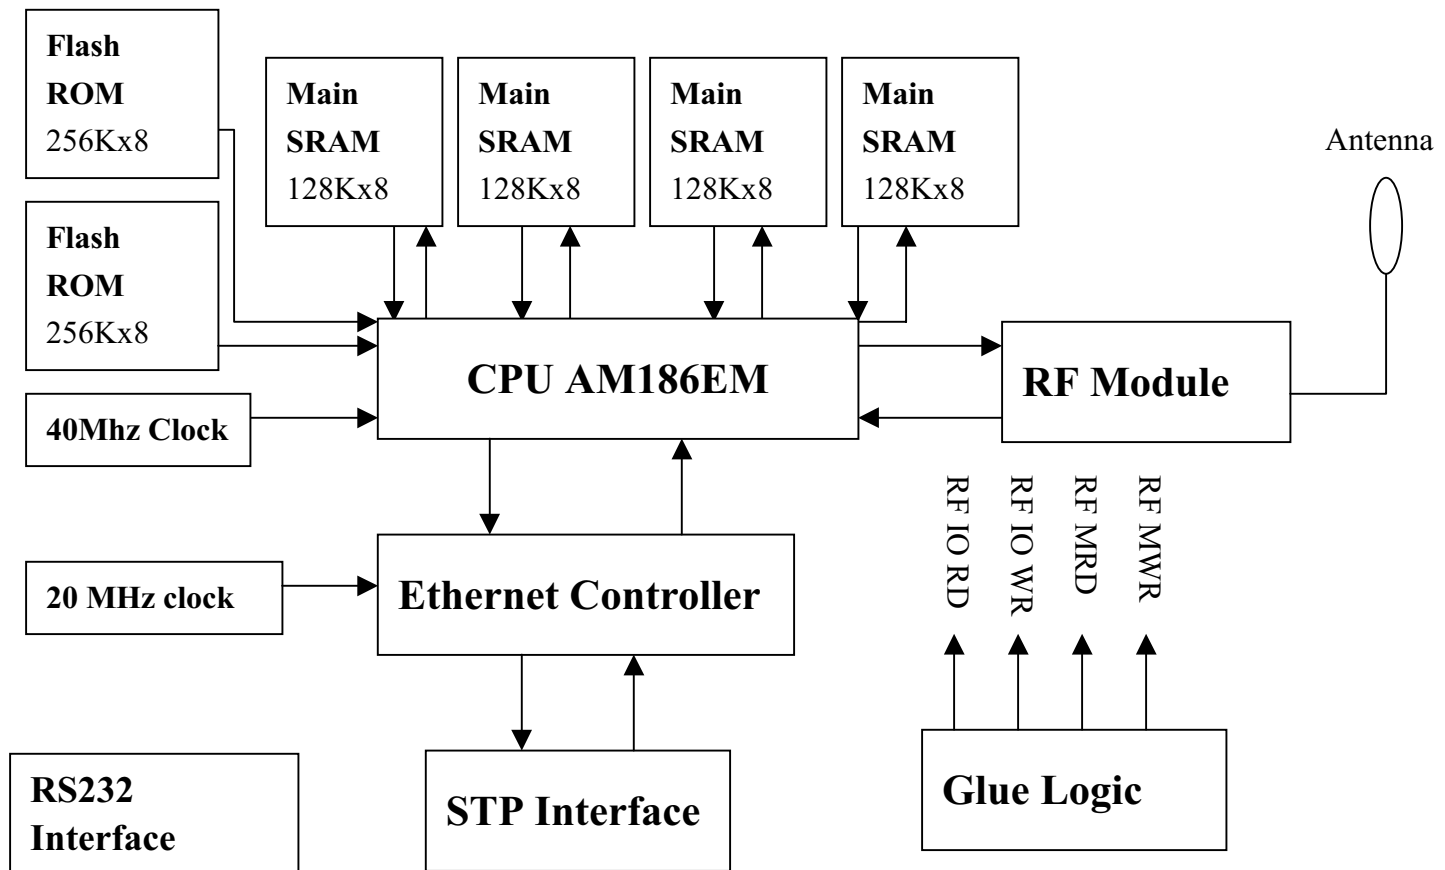 Flash
ROM
256Kx8
Main
SRAM
128Kx8
Main
SRAM
128Kx8
Main
SRAM
128Kx8
Main
SRAM
128Kx8
Antenna
Flash
ROM
256Kx8
CPU AM186EM
RF Module
40Mhz Clock
RF IO RD
RF IO WR
RF MRD
RF MWR
20 MHz clock
Ethernet Controller
RS232
Interface
STP Interface
Glue Logic